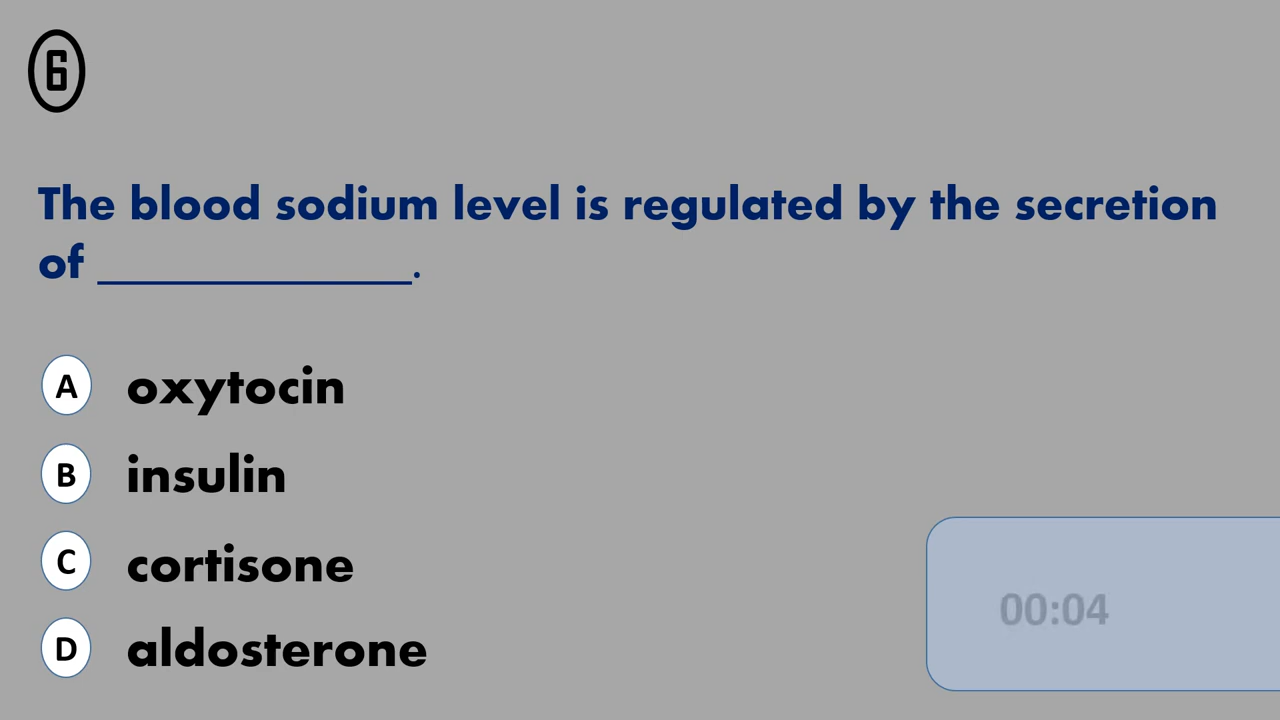 6
The blood sodium level is regulated by the secretion
of ______________.
A oxytocin
B insulin
C cortisone
D aldosterone
00:04